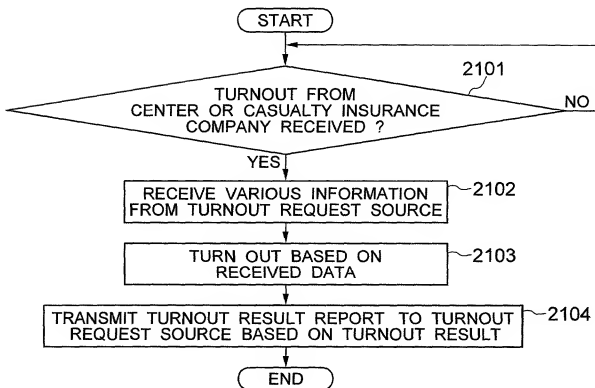 START
2101
TURNOUT FROM
CENTER OR CASUALTY INSURANCE
COMPANY RECEIVED ?
NO
YES
RECEIVE VARIOUS INFORMATION
FROM TURNOUT REQUEST SOURCE
2102
TURN OUT BASED ON
RECEIVED DATA
2103
TRANSMIT TURNOUT RESULT REPORT TO TURNOUT
REQUEST SOURCE BASED ON TURNOUT RESULT
2104
END